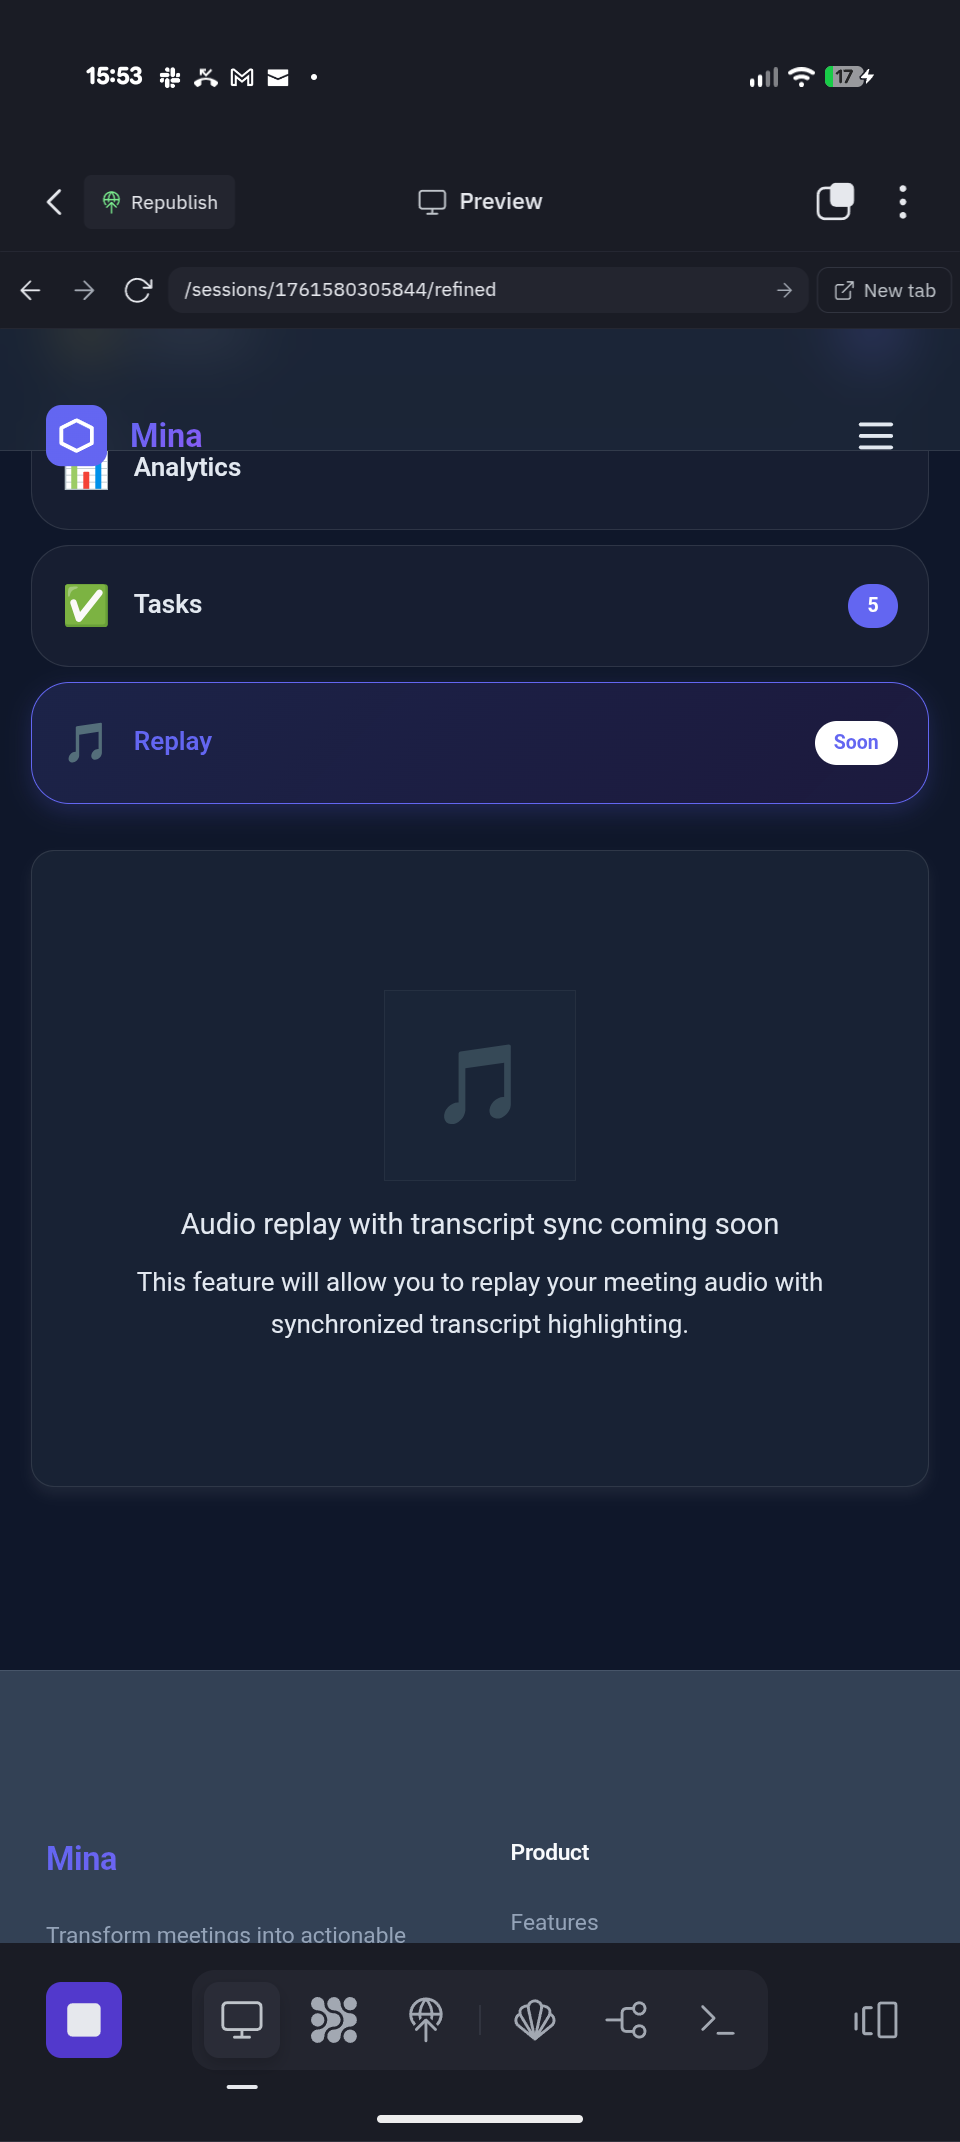 15:53
17
Republish
Preview
/sessions/1761580305844/refined
New tab
Mina
Analytics
Tasks
5
Replay
Soon
Audio replay with transcript sync coming soon
This feature will allow you to replay your meeting audio with
synchronized transcript highlighting.
Mina
Product
Transform meetings into actionable
Features